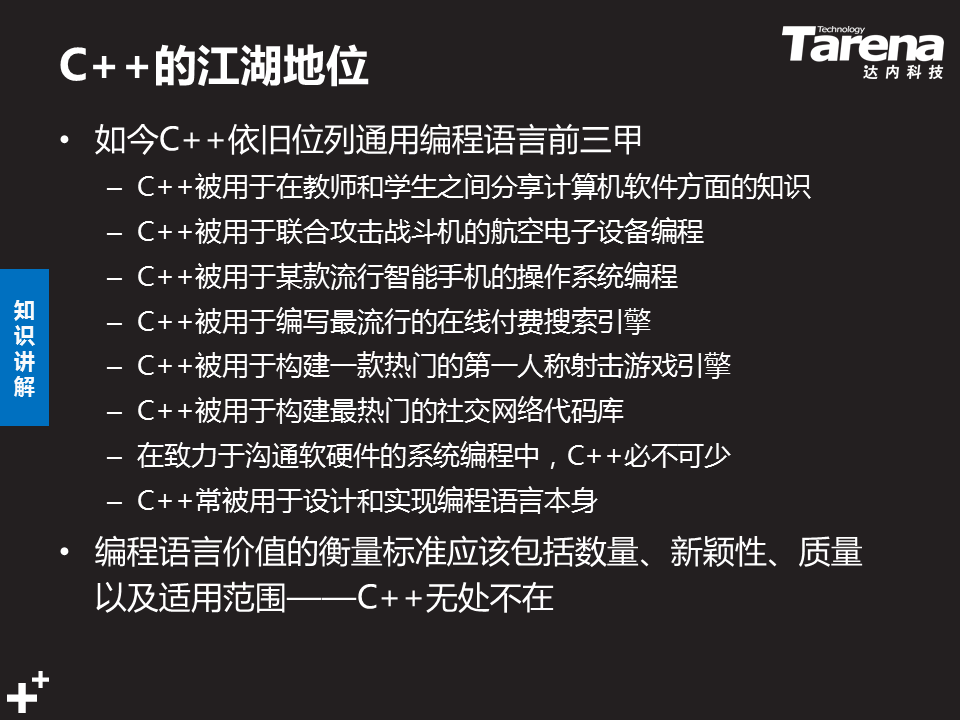 C++的江湖地位
Technology
Tarena
达内科技
• 如今C++依旧位列通用编程语言前三甲
– C++被用于在教师和学生之间分享计算机软件方面的知识
– C++被用于联合攻击战斗机的航空电子设备编程
– C++被用于某款流行智能手机的操作系统编程
– C++被用于编写最流行的在线付费搜索引擎
– C++被用于构建一款热门的第一人称射击游戏引擎
– C++被用于构建最热门的社交网络代码库
– 在致力于沟通软硬件的系统编程中，C++必不可少
– C++常被用于设计和实现编程语言本身
• 编程语言价值的衡量标准应该包括数量、新颖性、质量
以及适用范围——C++无处不在
知
识
讲
解
++